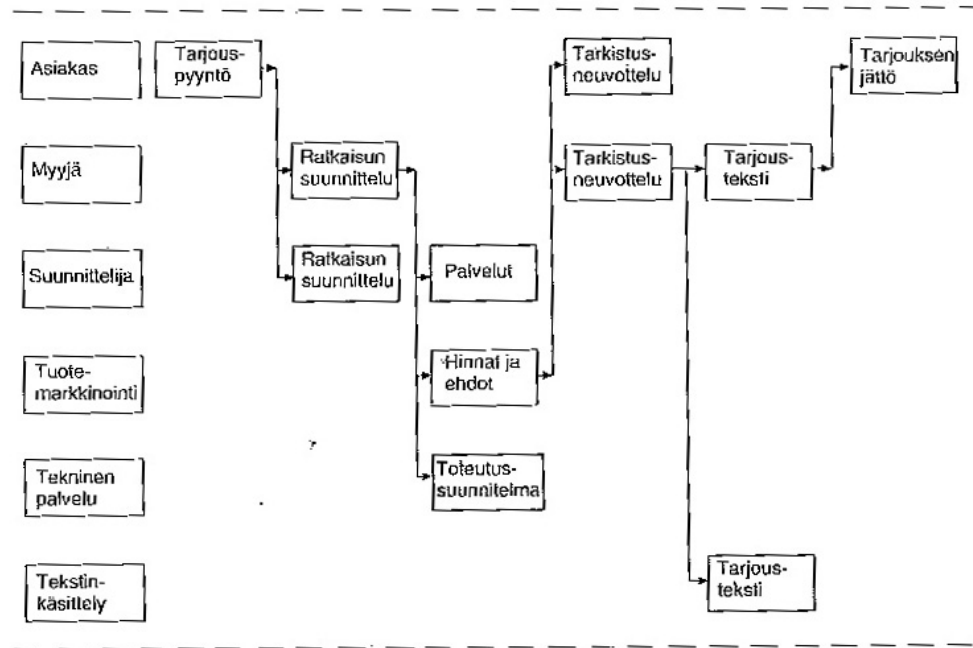 Asiakas
Tarjous-
pyyntö
Tarkistus-
neuvottelu
Tarjouksen
jättö
Myyjä
Ratkaisun
suunnittelu
Tarkistus-
neuvottelu
Tarjous-
teksti
Suunnittelija
Ratkaisun
suunnittelu
Palvelut
Tuote-
markkinointi
Hinnat ja
ehdot
Tekninen
palvelu
Toteutus-
suunnitelma
Tekstin-
käsittely
Tarjous-
teksti